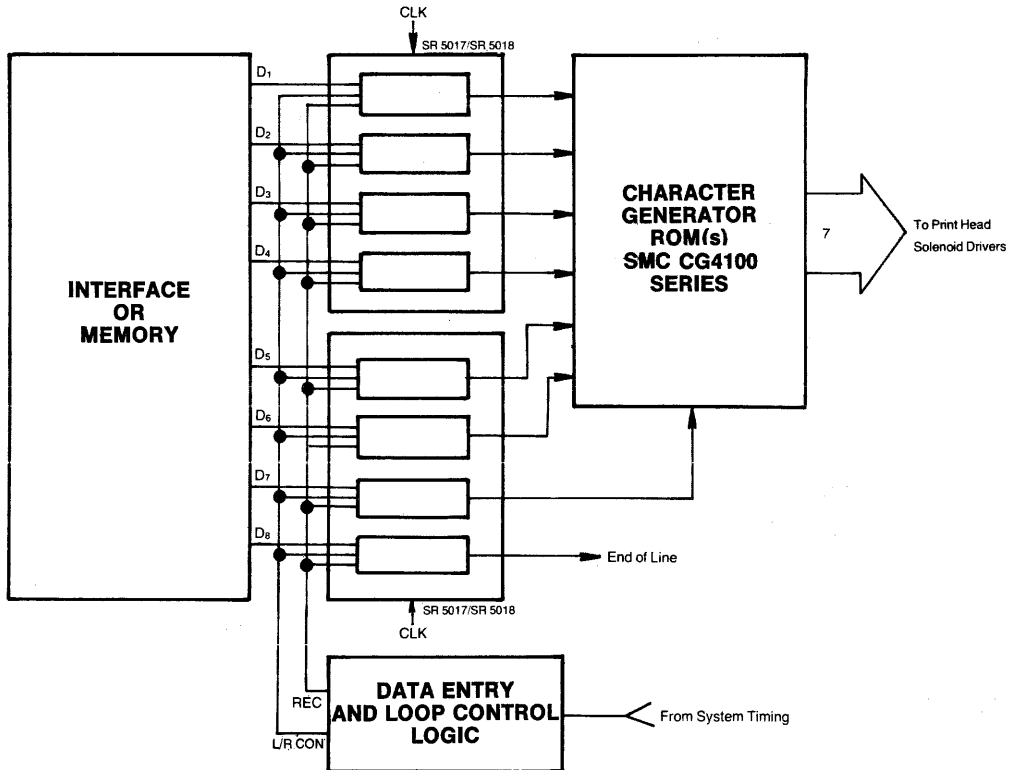 CLK
SR 5017/SR 5018
D1
D2
D3
D4
D5
D6
D7
D8
INTERFACE
OR
MEMORY
CHARACTER
GENERATOR
ROM(s)
SMC CG4100
SERIES
7
To Print Head
Solenoid Drivers
End of Line
SR 5017/SR 5018
CLK
REC
L/R CON
DATA ENTRY
AND LOOP CONTROL
LOGIC
From System Timing